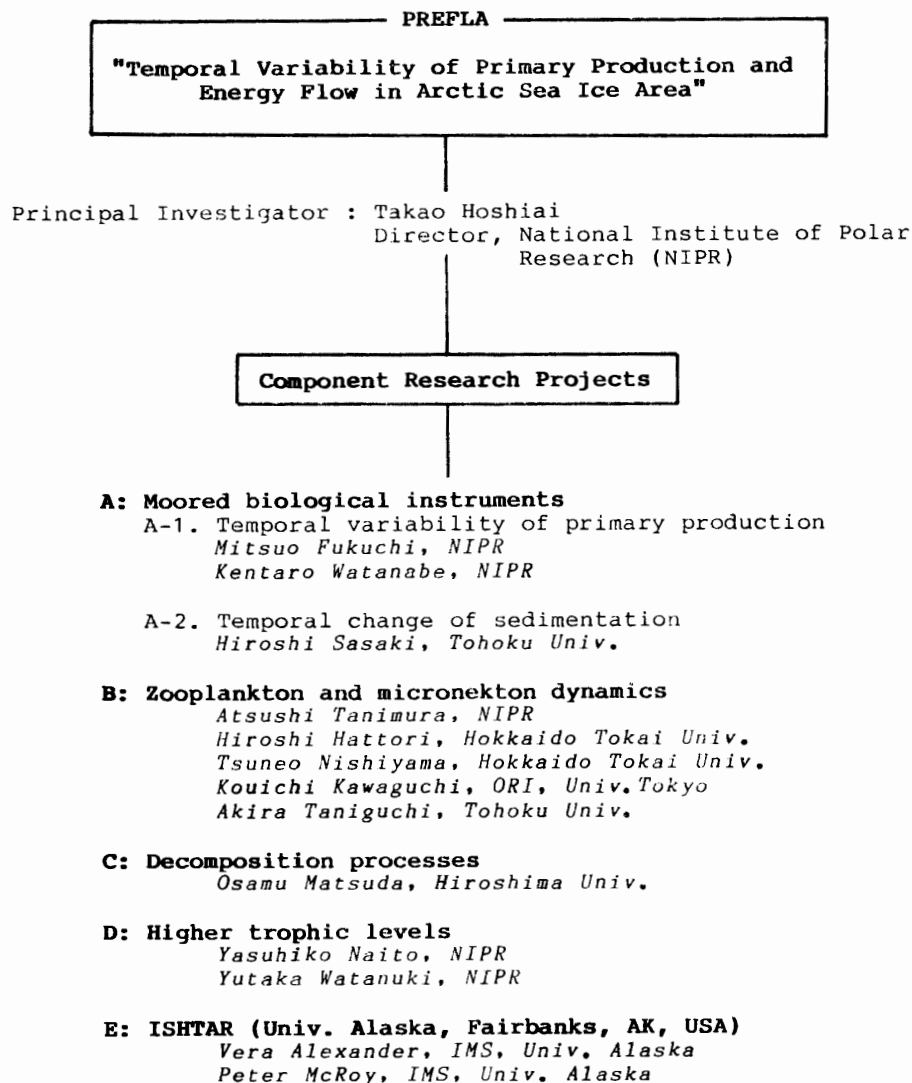 PREFLA
"Temporal Variability of Primary Production and
Energy Flow in Arctic Sea Ice Area"
Principal Investigator : Takao Hoshiai
Director, National Institute of Polar
Research (NIPR)
Component Research Projects
A: Moored biological instruments
A-1. Temporal variability of primary production
Mitsuo Fukuchi, NIPR
Kentaro Watanabe, NIPR
A-2. Temporal change of sedimentation
Hiroshi Sasaki, Tohoku Univ.
B: Zooplankton and micronekton dynamics
Atsushi Tanimura, NIPR
Hiroshi Hattori, Hokkaido Tokai Univ.
Tsuneo Nishiyama, Hokkaido Tokai Univ.
Kouichi Kawaguchi, ORI, Univ.Tokyo
Akira Taniguchi, Tohoku Univ.
C: Decomposition processes
Osamu Matsuda, Hiroshima Univ.
D: Higher trophic levels
Yasuhiko Naito, NIPR
Yutaka Watanuki, NIPR
E: ISHTAR (Univ. Alaska, Fairbanks, AK, USA)
Vera Alexander, IMS, Univ. Alaska
Peter McRoy, IMS, Univ. Alaska